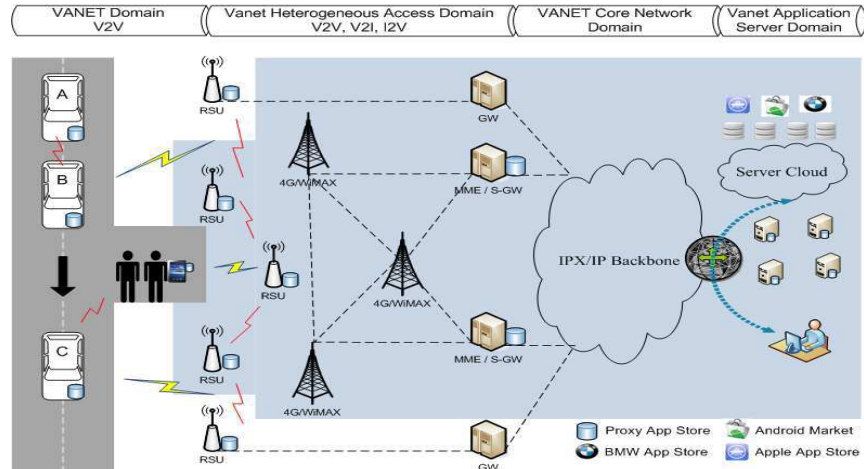 VANET Domain
V2V
Vanet Heterogeneous Access Domain
V2V, V2I, I2V
VANET Core Network
Domain
Vanet Application
Server Domain
A
B
C
RSU
RSU
RSU
RSU
RSU
4G/WiMAX
4G/WiMAX
4G/WiMAX
GW
MME / S-GW
MME / S-GW
GW
IPX/IP Backbone
Server Cloud
Proxy App Store
Android Market
BMW App Store
Apple App Store